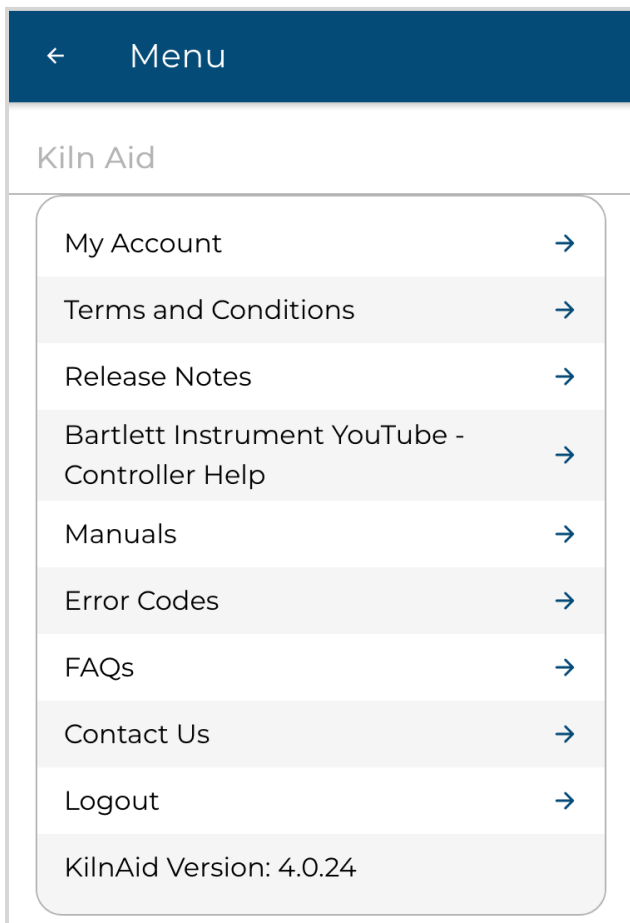 Menu
Kiln Aid
My Account
Terms and Conditions
Release Notes
Bartlett Instrument YouTube -
Controller Help
Manuals
Error Codes
FAQs
Contact Us
Logout
KilnAid Version: 4.0.24